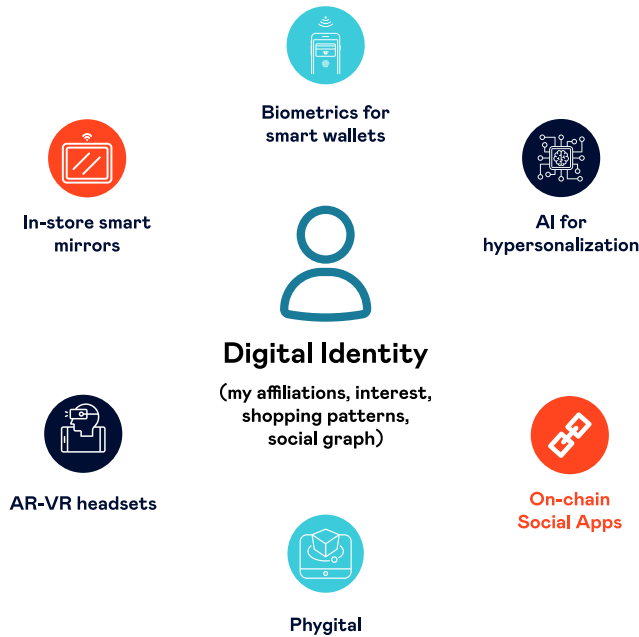 Biometrics for
smart wallets
In-store smart
mirrors
AI for
hypersonalization
Digital Identity
(my affiliations, interest,
shopping patterns,
social graph)
AR-VR headsets
On-chain
Social Apps
Phygital